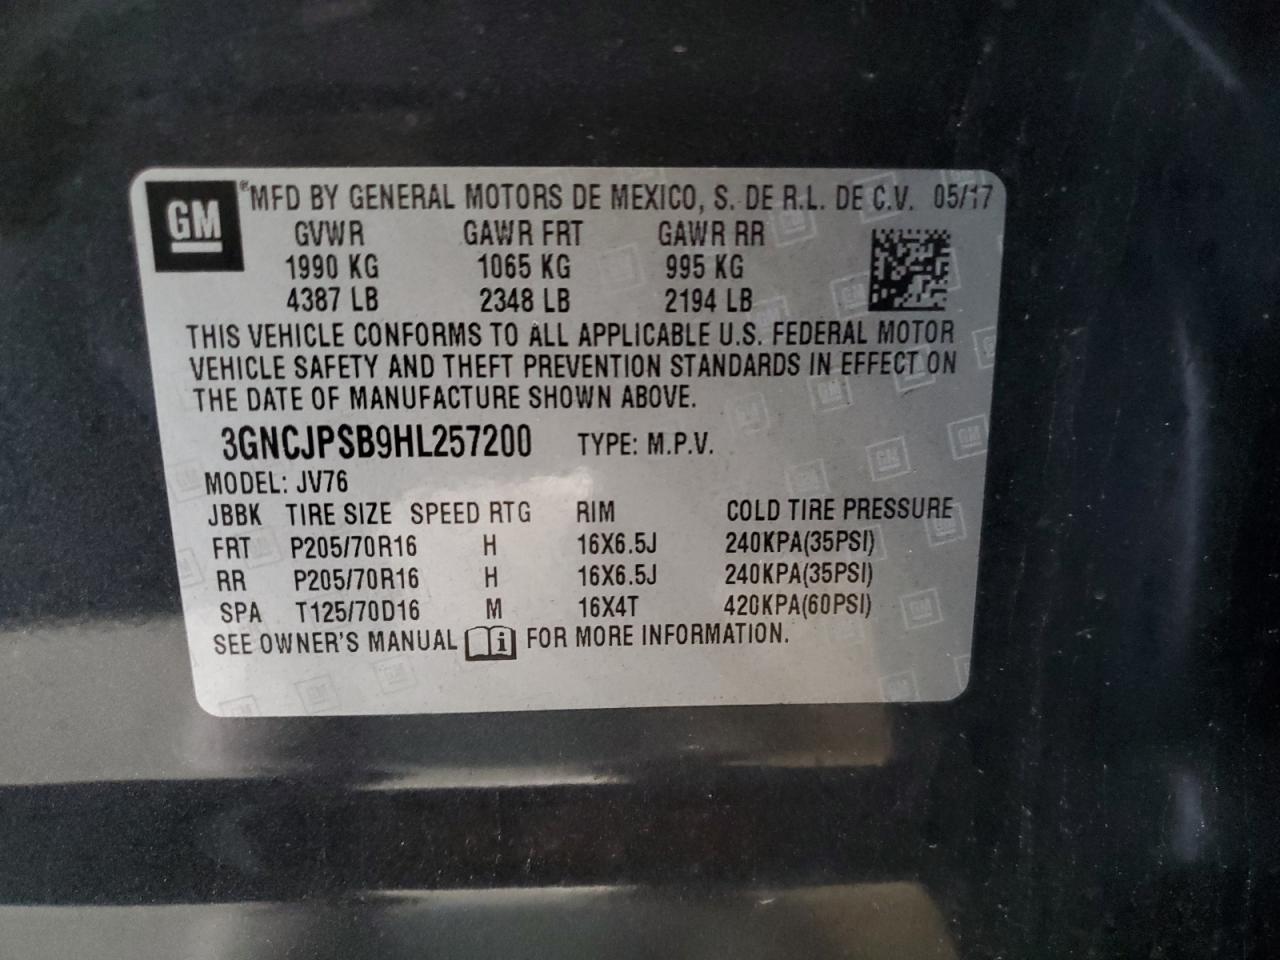 GM ®MFD BY GENERAL MOTORS DE MEXICO, S. DE R.L. DE C.V. 05/17
GVWR GAWR FRT GAWR RR
1990 KG 1065 KG 995 KG
4387 LB 2348 LB 2194 LB
THIS VEHICLE CONFORMS TO ALL APPLICABLE U.S. FEDERAL MOTOR
VEHICLE SAFETY AND THEFT PREVENTION STANDARDS IN EFFECT ON
THE DATE OF MANUFACTURE SHOWN ABOVE.
3GNCJPSB9HL257200 TYPE: M.P.V.
MODEL: JV76
JBBK TIRE SIZE SPEED RTG RIM COLD TIRE PRESSURE
FRT P205/70R16 H 16X6.5J 240KPA(35PSI)
RR P205/70R16 H 16X6.5J 240KPA(35PSI)
SPA T125/70D16 M 16X4T 420KPA(60PSI)
SEE OWNER'S MANUAL i FOR MORE INFORMATION.